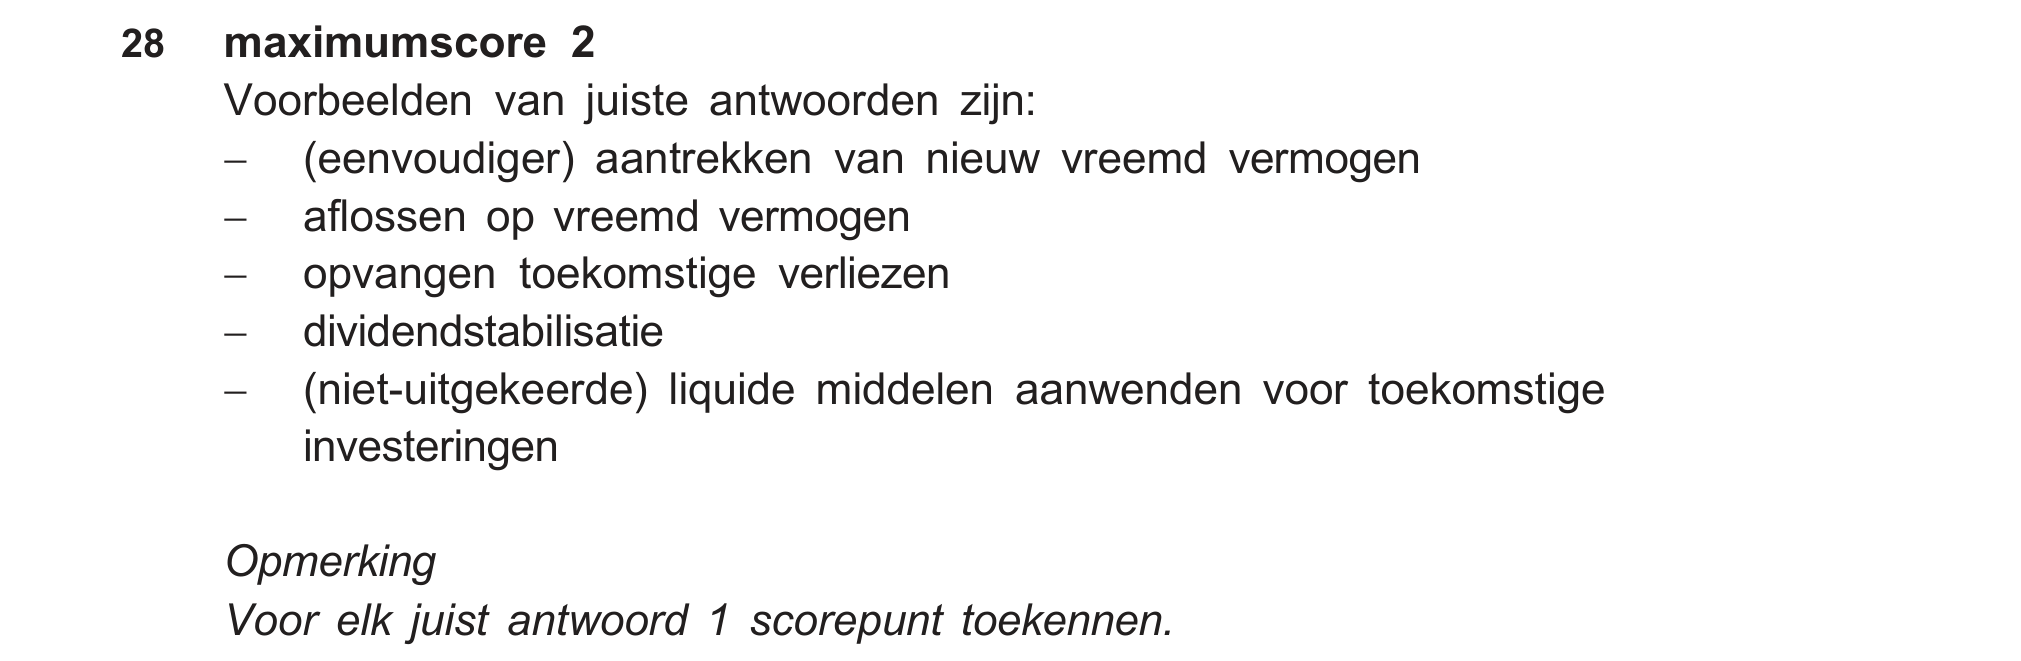 28 maximumscore 2
Voorbeelden van juiste antwoorden zijn:
− (eenvoudiger) aantrekken van nieuw vreemd vermogen
− aflossen op vreemd vermogen
− opvangen toekomstige verliezen
− dividendstabilisatie
− (niet-uitgekeerde) liquide middelen aanwenden voor toekomstige
investeringen
Opmerking
Voor elk juist antwoord 1 scorepunt toekennen.